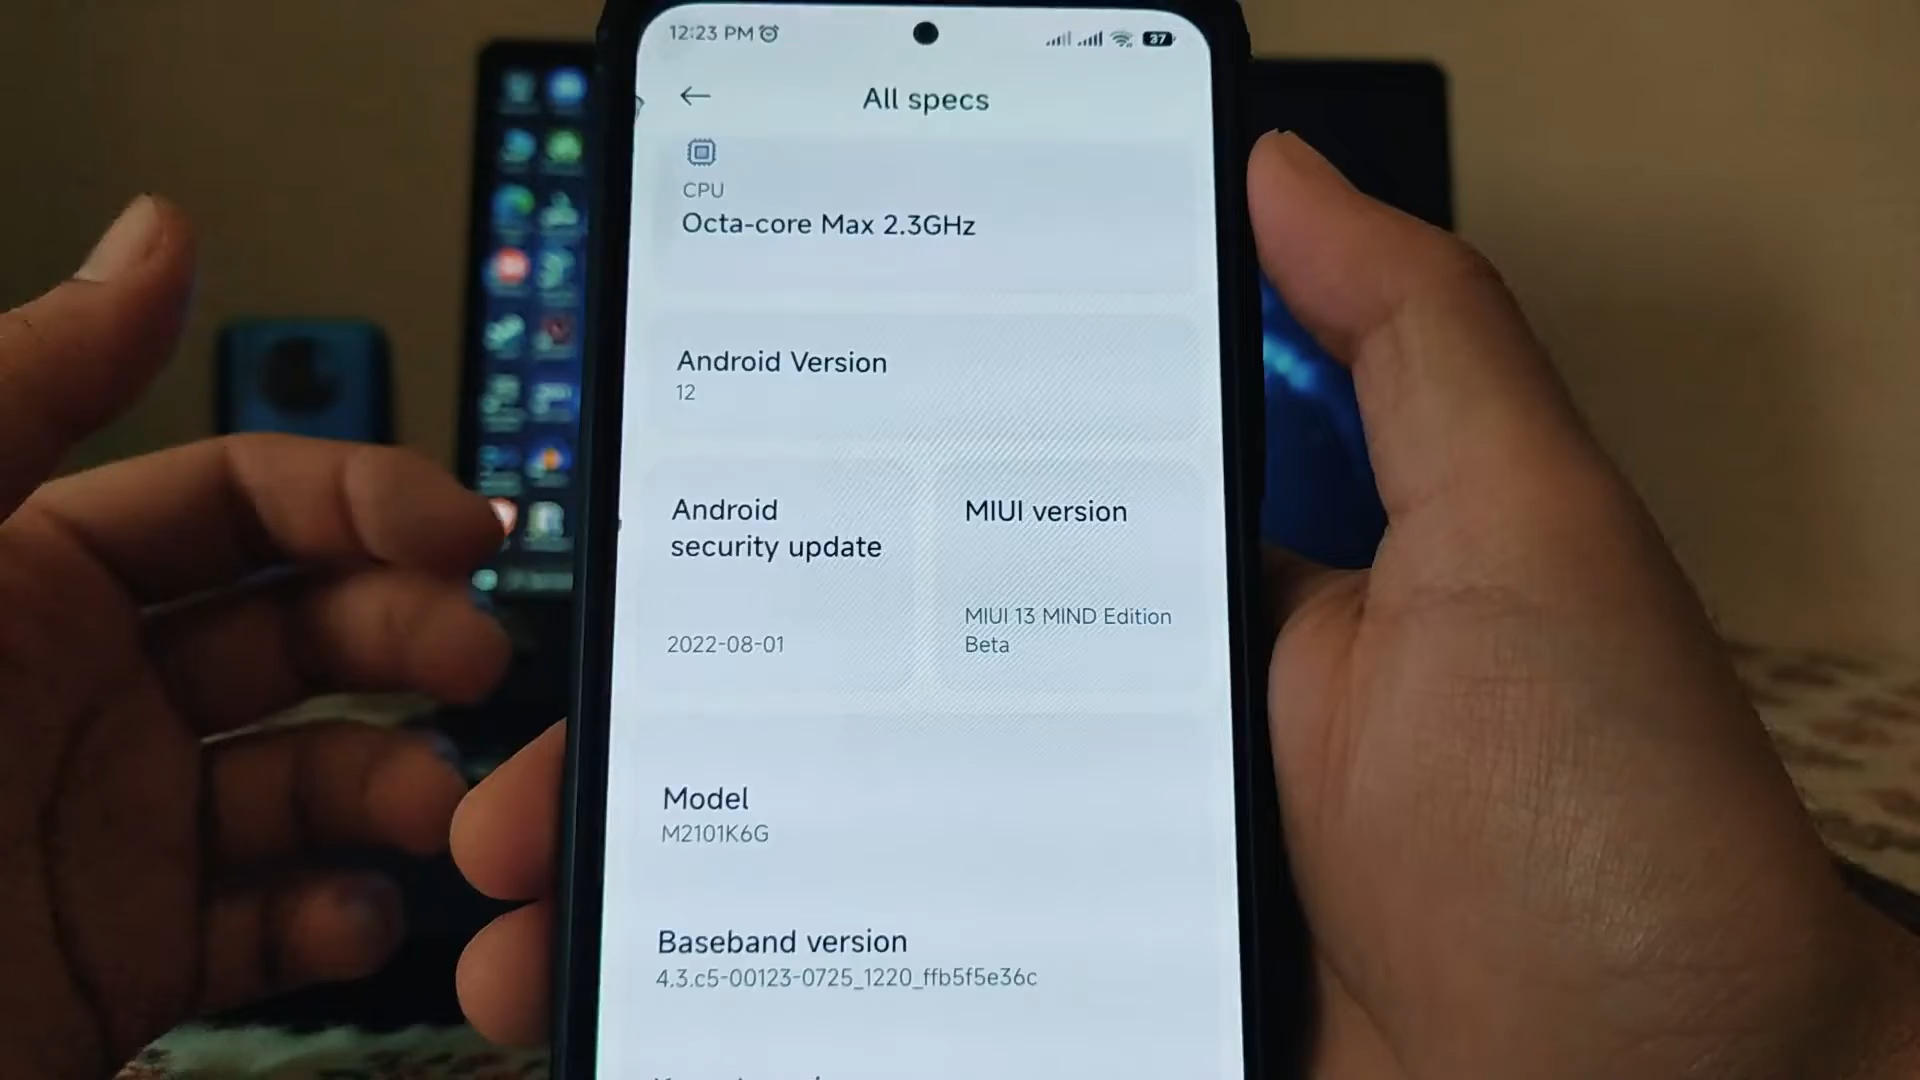 12:23 PM
37
All specs
CPU
Octa-core Max 2.3GHz
Android Version
12
Android
security update
2022-08-01
MIUI version
MIUI 13 MIND Edition
Beta
Model
M2101K6G
Baseband version
4.3.c5-00123-0725_1220_ffb5f5e36c